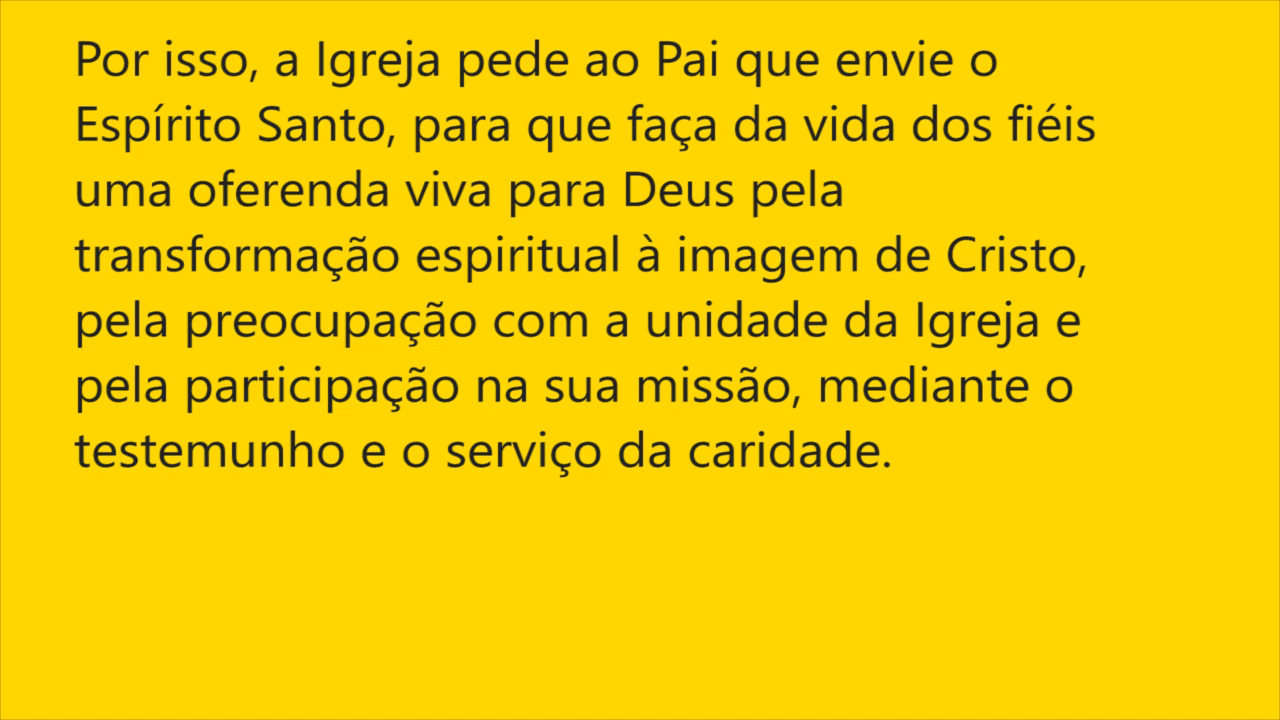 Por isso, a Igreja pede ao Pai que envie o
Espírito Santo, para que faça da vida dos fiéis
uma oferenda viva para Deus pela
transformação espiritual à imagem de Cristo,
pela preocupação com a unidade da Igreja e
pela participação na sua missão, mediante o
testemunho e o serviço da caridade.